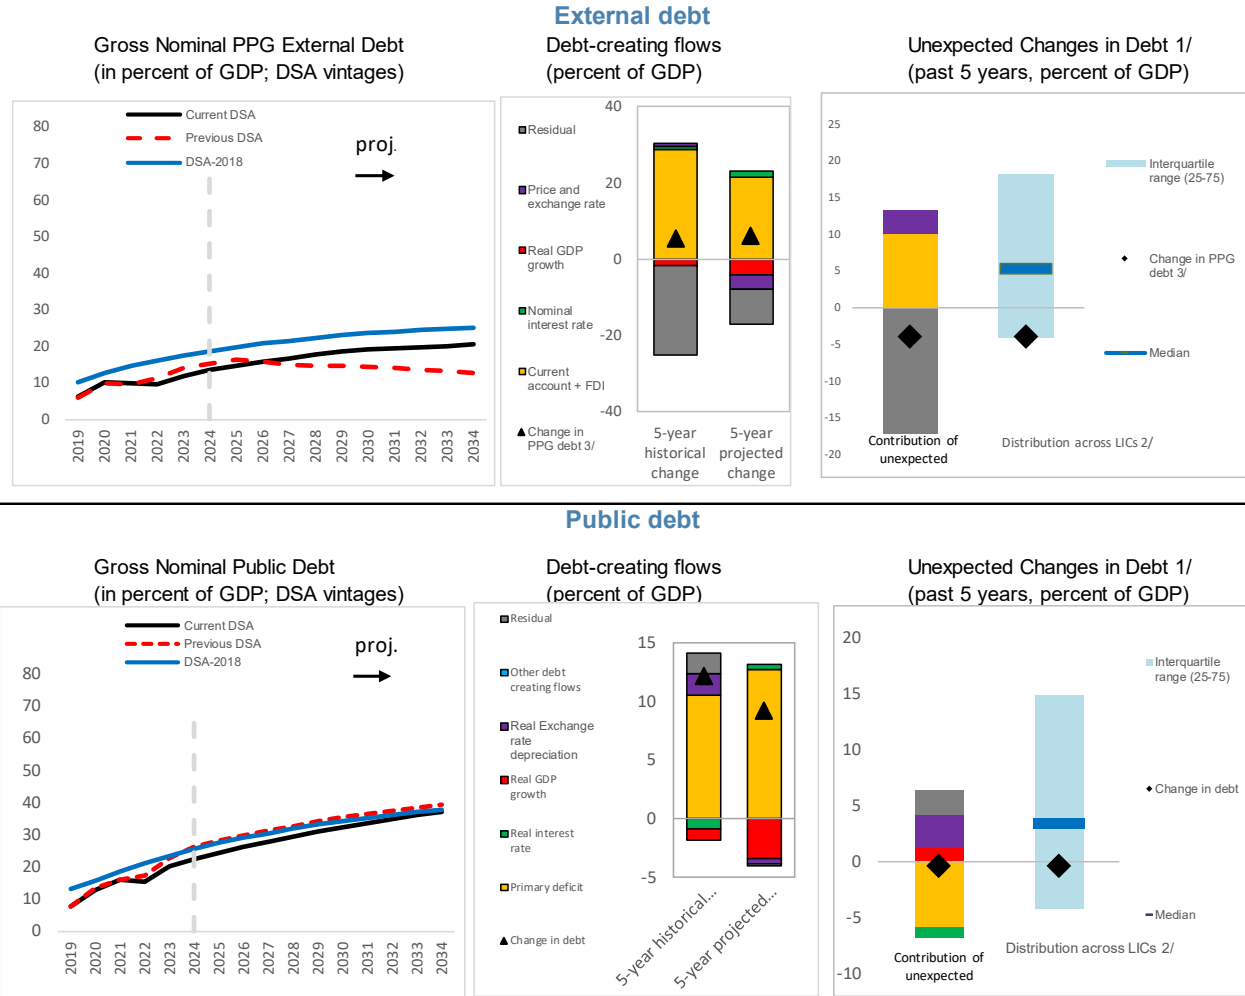 External debt
Gross Nominal PPG External Debt
(in percent of GDP; DSA vintages)
Debt-creating flows
(percent of GDP)
Unexpected Changes in Debt 1/
(past 5 years, percent of GDP)
Current DSA
Previous DSA
DSA-2018
proj.
80
70
60
50
40
30
20
10
0
2019
2020
2021
2022
2023
2024
2025
2026
2027
2028
2029
2030
2031
2032
2033
2034
Residual
Price and
exchange rate
Real GDP
growth
Nominal
interest rate
Current
account + FDI
Change in
PPG debt 3/
40
20
0
-20
-40
5-year
historical
change
5-year
projected
change
25
20
15
10
5
0
-5
-10
-15
-20
Contribution of
unexpected
Distribution across LICs 2/
Interquartile
range (25-75)
Change in PPG
debt 3/
Median
Public debt
Gross Nominal Public Debt
(in percent of GDP; DSA vintages)
Debt-creating flows
(percent of GDP)
Unexpected Changes in Debt 1/
(past 5 years, percent of GDP)
Current DSA
Previous DSA
DSA-2018
proj.
80
70
60
50
40
30
20
10
0
2019
2020
2021
2022
2023
2024
2025
2026
2027
2028
2029
2030
2031
2032
2033
2034
Residual
Other debt
creating flows
Real Exchange
rate
depreciation
Real GDP
growth
Real interest
rate
Primary deficit
Change in debt
15
10
5
0
-5
5-year historical...
5-year projected...
20
15
10
5
0
-5
-10
Contribution of
unexpected
Distribution across LICs 2/
Interquartile
range (25-75)
Change in debt
Median